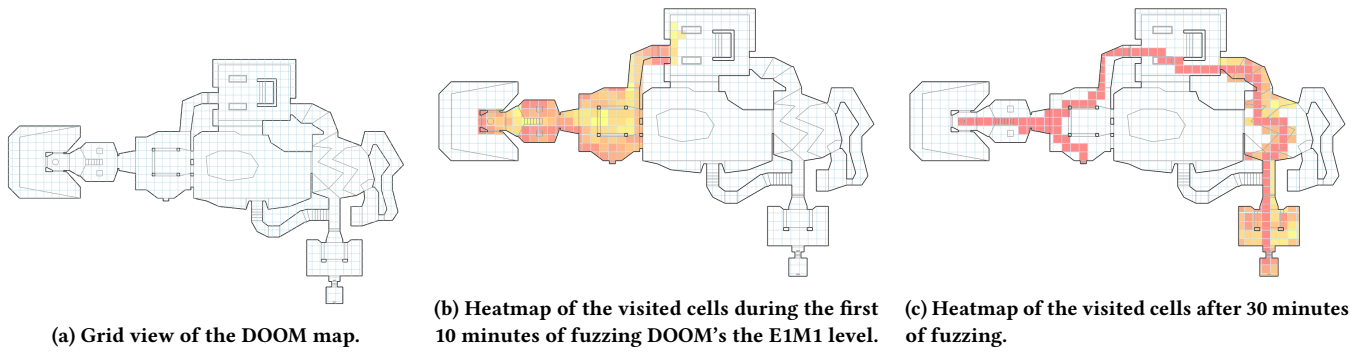 (a) Grid view of the DOOM map.
(b) Heatmap of the visited cells during the first
10 minutes of fuzzing DOOM's the E1M1 level.
(c) Heatmap of the visited cells after 30 minutes
of fuzzing.